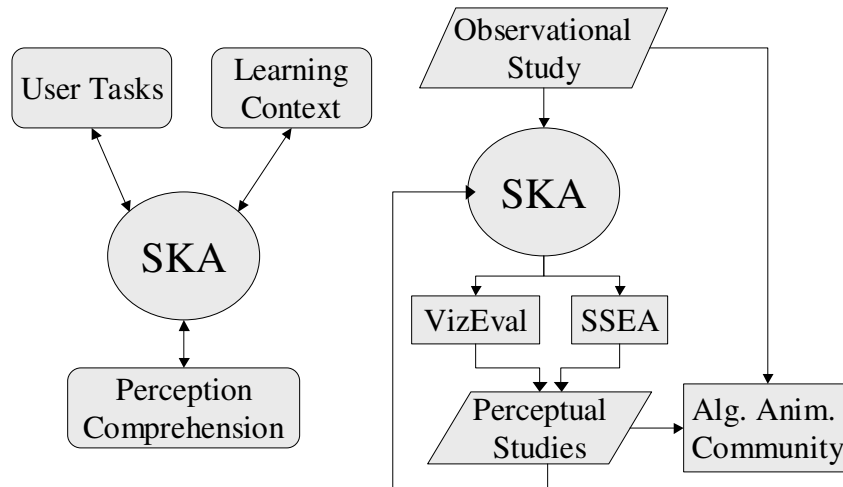 User Tasks
Learning
Context
SKA
Perception
Comprehension
Observational
Study
SKA
VizEval
SSEA
Perceptual
Studies
Alg. Anim.
Community